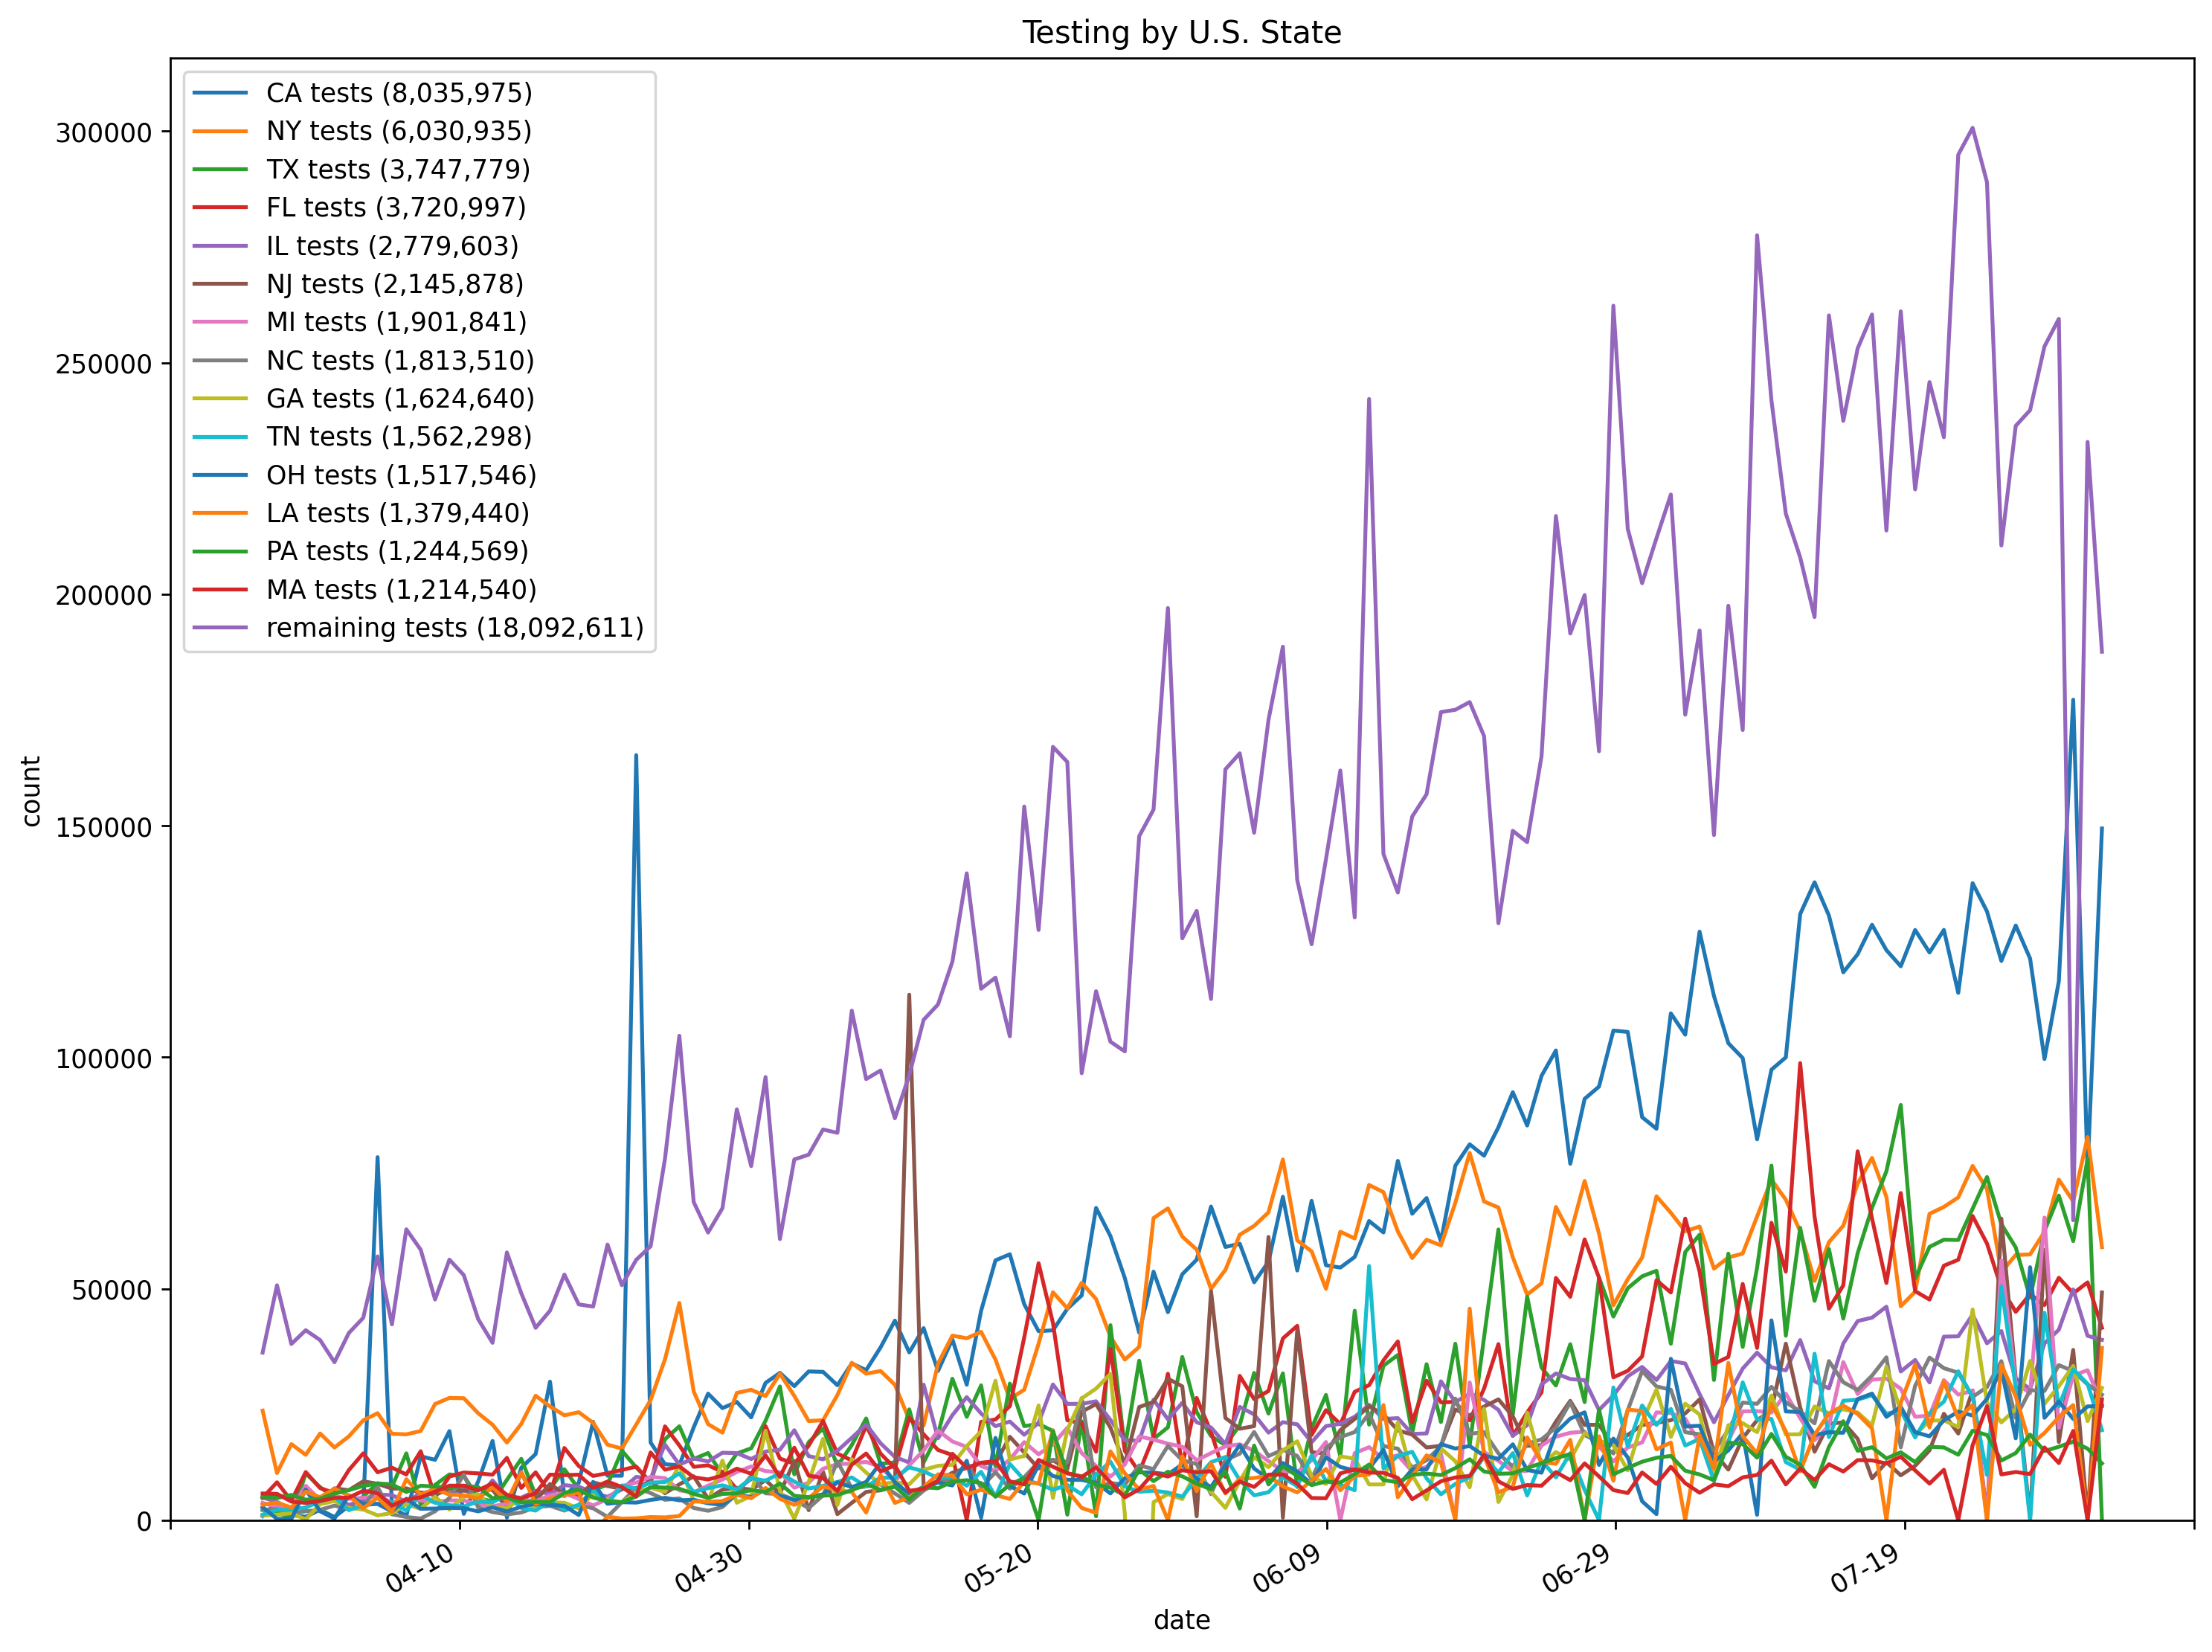 Testing by U.S. State
CA tests (8,035,975)
NY tests (6,030,935)
TX tests (3,747,779)
FL tests (3,720,997)
IL tests (2,779,603)
NJ tests (2,145,878)
MI tests (1,901,841)
NC tests (1,813,510)
GA tests (1,624,640)
TN tests (1,562,298)
OH tests (1,517,546)
LA tests (1,379,440)
PA tests (1,244,569)
MA tests (1,214,540)
remaining tests (18,092,611)
300000
250000
200000
150000
100000
50000
0
count
04-10
04-30
05-20
06-09
06-29
07-19
date